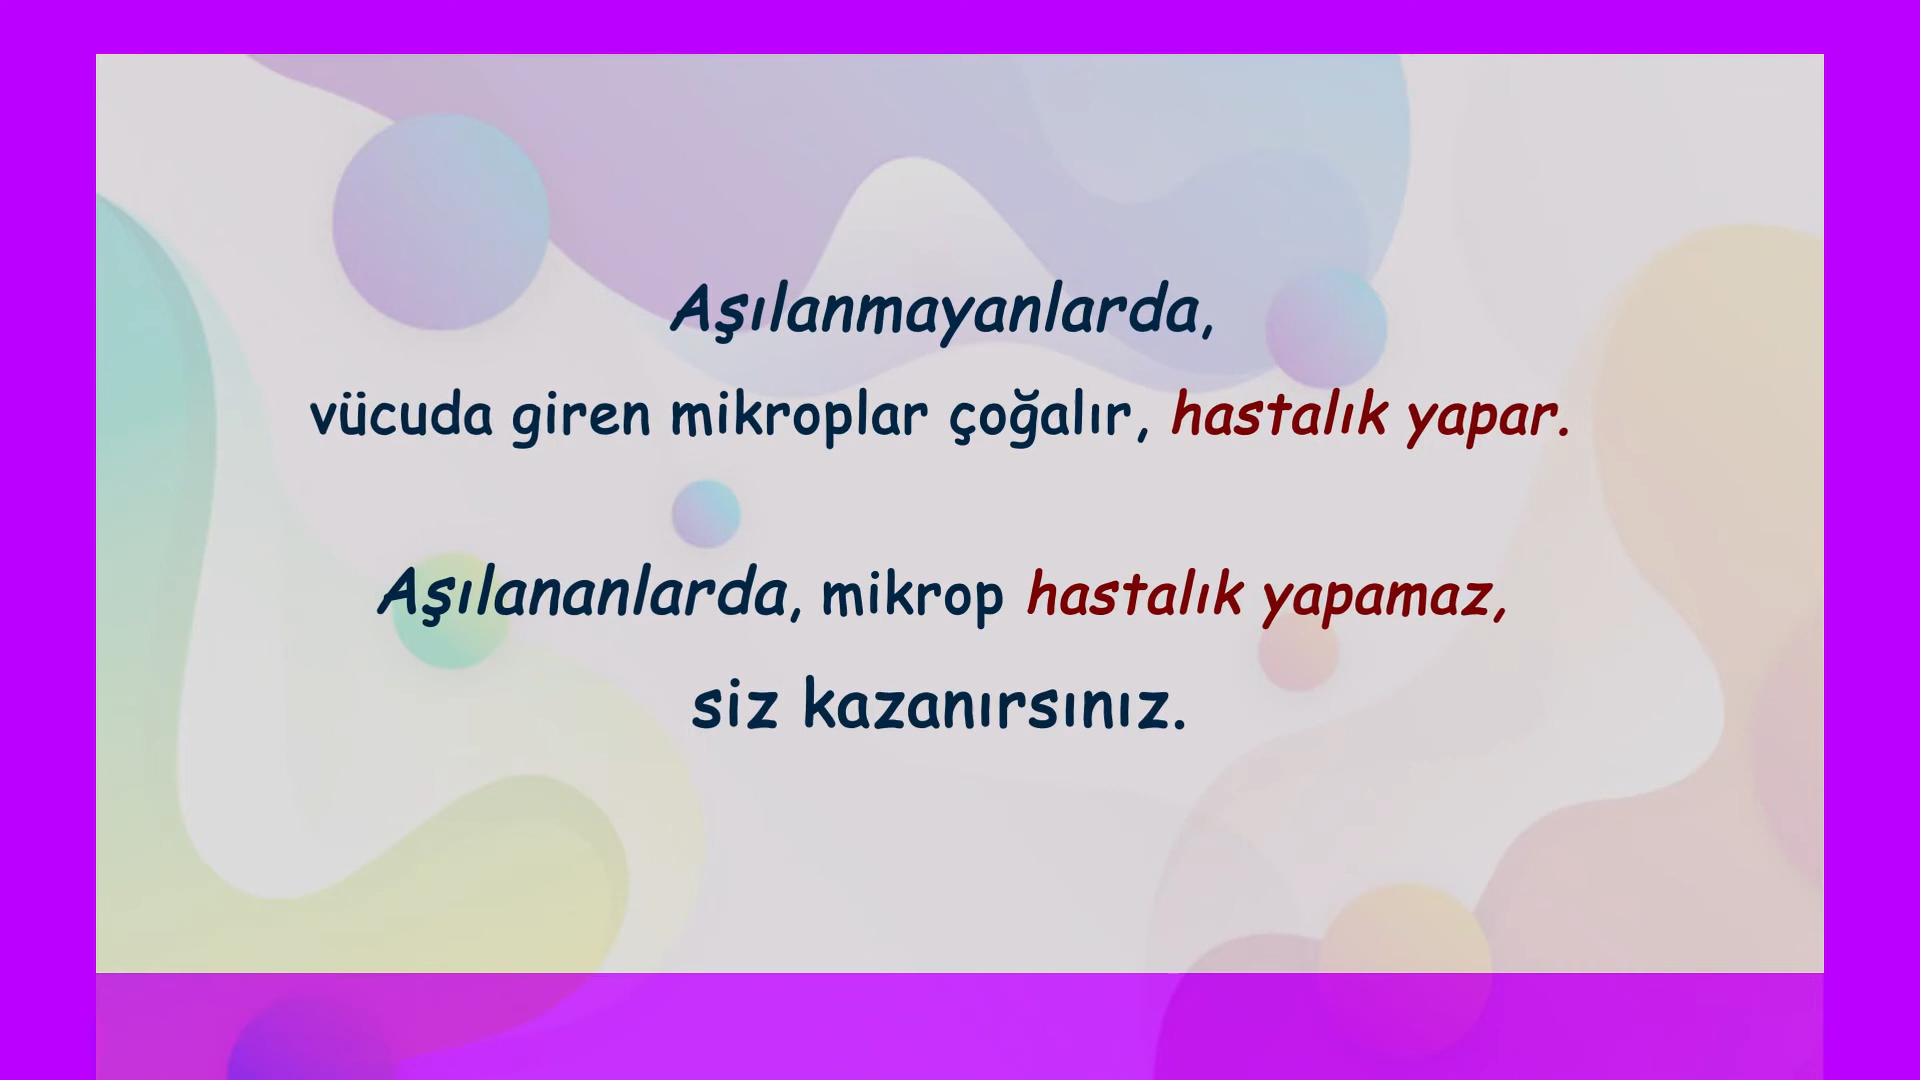 Aşılanmayanlarda,
vücuda giren mikroplar çoğalır, hastalık yapar.
Aşılananlarda, mikrop hastalık yapamaz,
siz kazanırsınız.